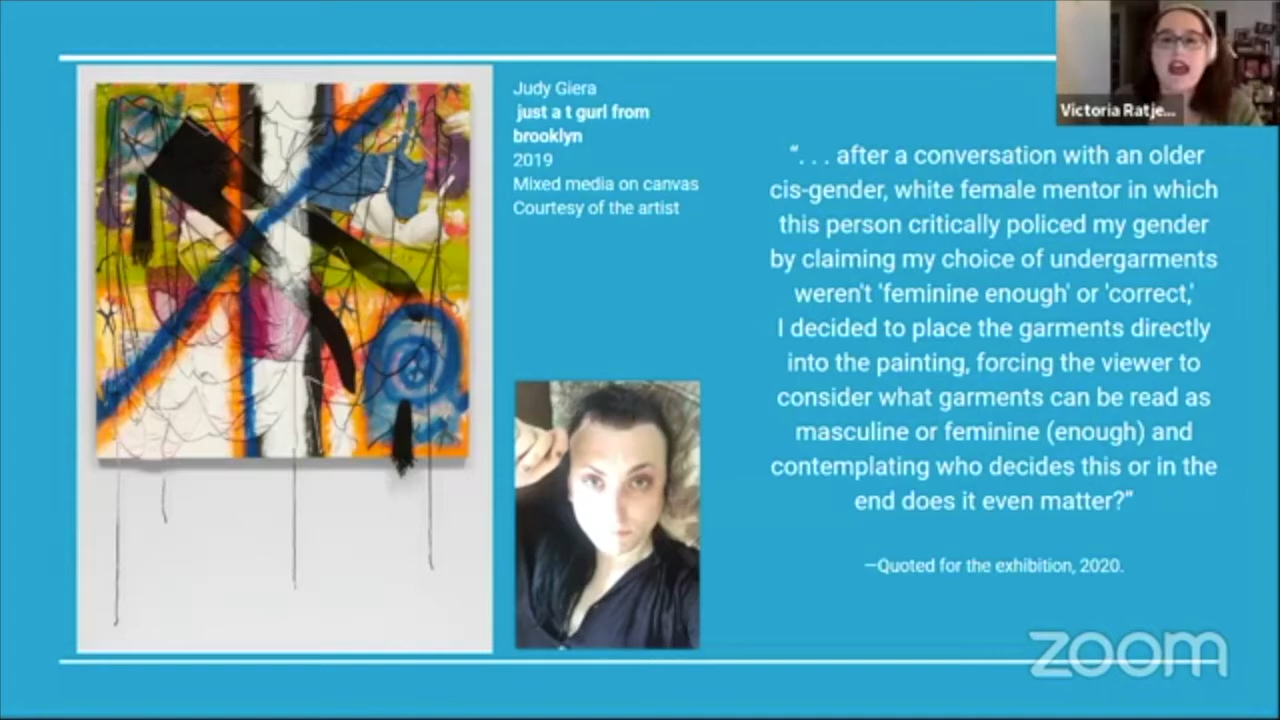 Judy Giera
just a t gurl from
brooklyn
2019
Mixed media on canvas
Courtesy of the artist
Victoria Ratje...
“. . . after a conversation with an older
cis-gender, white female mentor in which
this person critically policed my gender
by claiming my choice of undergarments
weren't 'feminine enough' or 'correct,'
I decided to place the garments directly
into the painting, forcing the viewer to
consider what garments can be read as
masculine or feminine (enough) and
contemplating who decides this or in the
end does it even matter?”
—Quoted for the exhibition, 2020.
zoom